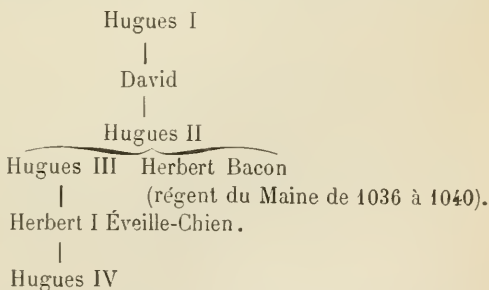 Hugues I
David
Hugues II
Hugues III Herbert Bacon
(régent du Maine de 1036 à 1040).
Herbert I Éveille-Chien.
Hugues IV